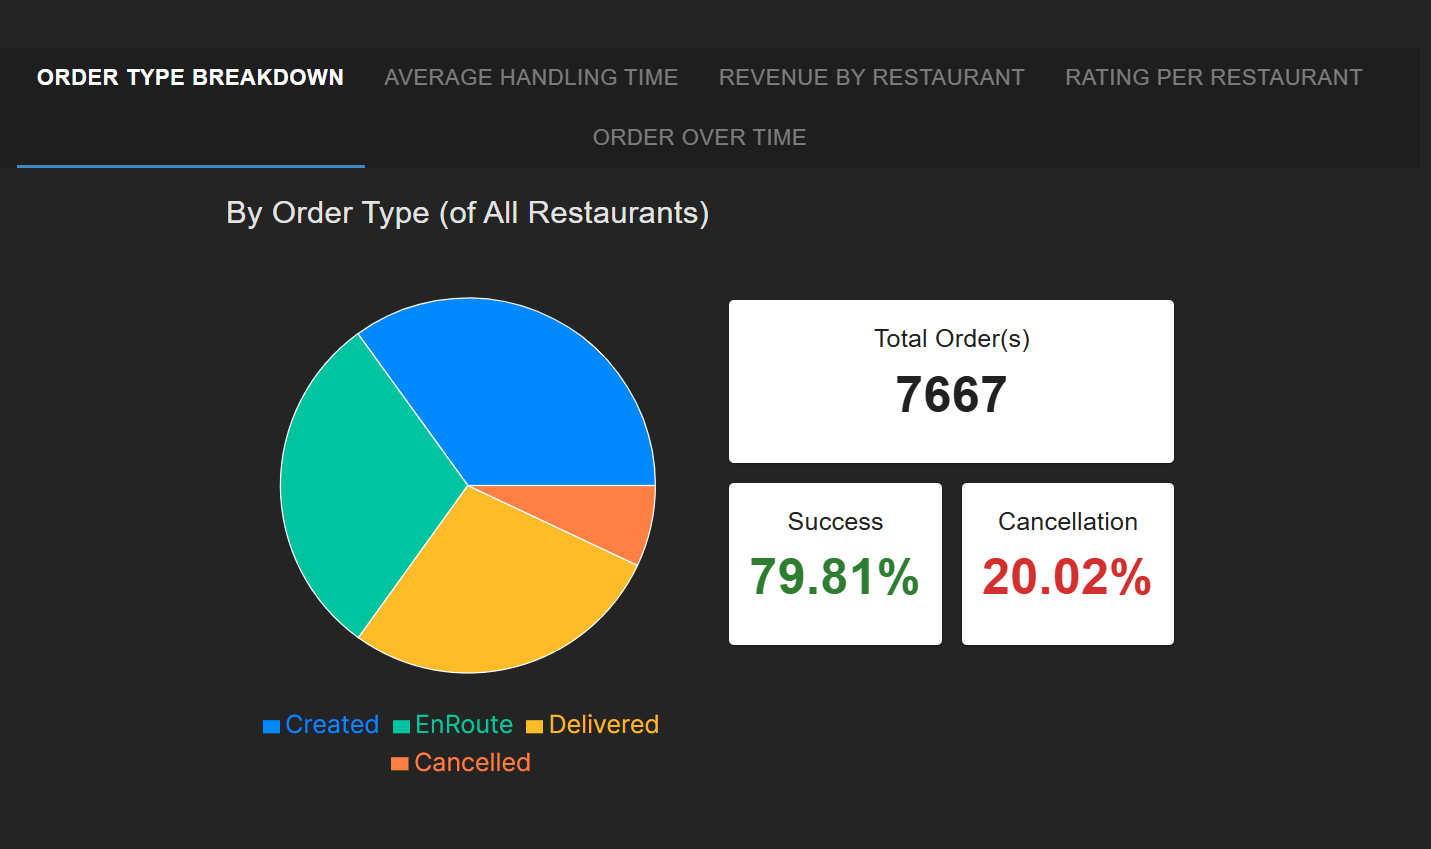 ORDER TYPE BREAKDOWN AVERAGE HANDLING TIME REVENUE BY RESTAURANT RATING PER RESTAURANT
ORDER OVER TIME
By Order Type (of All Restaurants)
Total Order(s)
7667
Success
79.81%
Cancellation
20.02%
Created EnRoute Delivered
Cancelled